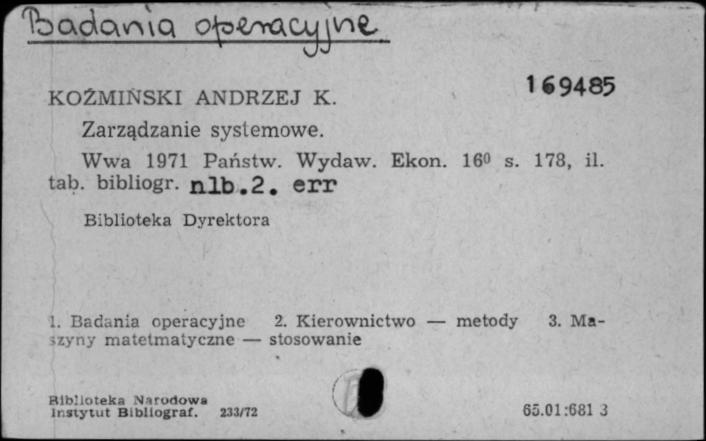 Badania operacyjne
169485
KOŹMIŃSKI ANDRZEJ K.
Zarządzanie systemowe.
Wwa 1971 Państw. Wydaw. Ekon. 16⁰ s. 178, il.
tab. bibliogr. nlb.2. err
Biblioteka Dyrektora
1. Badania operacyjne 2. Kierownictwo — metody 3. Ma-
szyny matetmatyczne — stosowanie
Biblioteka Narodowa
Instytut Bibliograf. 233/72
65.01:681 3